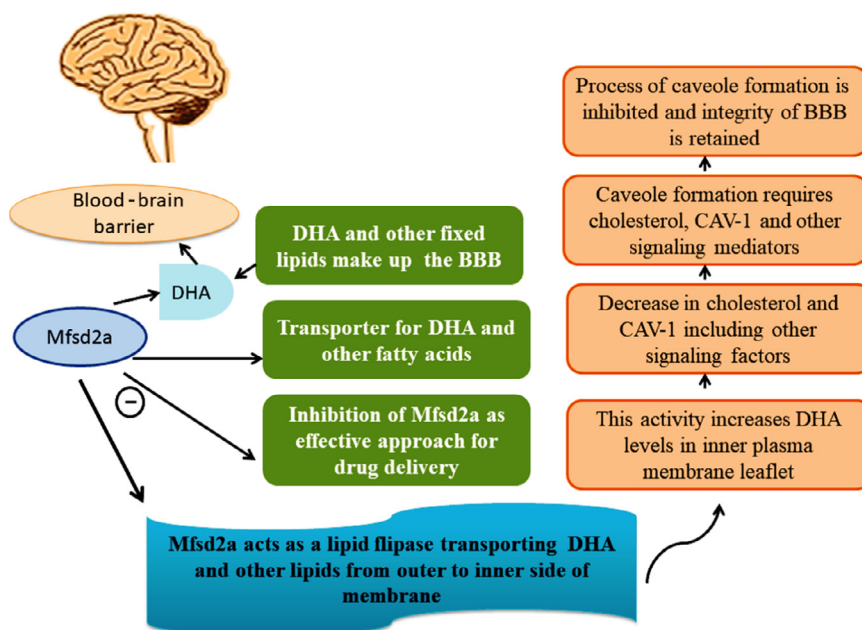 Blood-brain
barrier
DHA
Mfsd2a
DHA and other fixed
lipids make up the BBB
Transporter for DHA and
other fatty acids
Inhibition of Mfsd2a as
effective approach for
drug delivery
Mfsd2a acts as a lipid flipase transporting DHA
and other lipids from outer to inner side of
membrane
Process of caveole formation is
inhibited and integrity of BBB
is retained
Caveole formation requires
cholesterol, CAV-1 and other
signaling mediators
Decrease in cholesterol and
CAV-1 including other
signaling factors
This activity increases DHA
levels in inner plasma
membrane leaflet